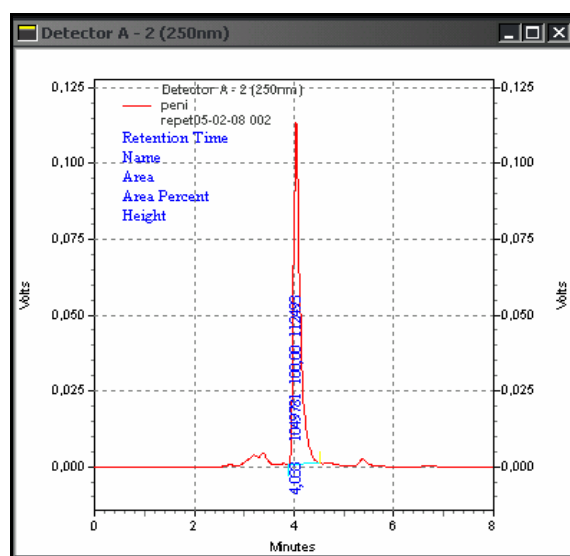 Detector A - 2 (250nm)
Detector A - 2 (250nm)
peni
repet05-02-08 002
Retention Time
Name
Area
Area Percent
Height
0,125
0,100
0,075
0,050
0,025
0,000
Volts
0,125
0,100
0,075
0,050
0,025
0,000
Volts
4,033 1049781 100,00 112493
0 2 4 6 8
Minutes